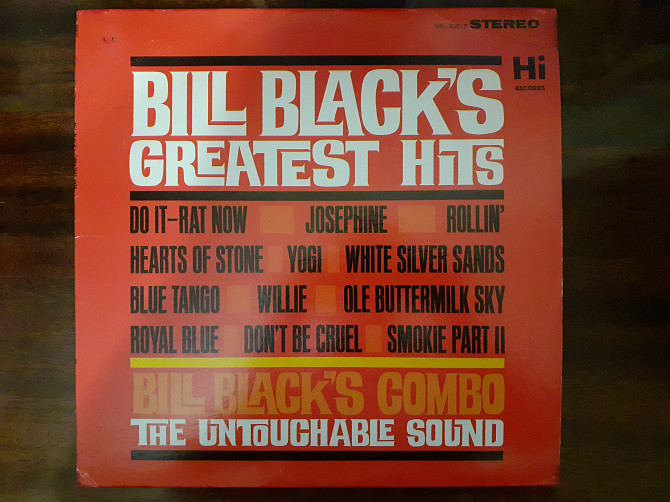 STEREO
Hi
RECORDS
BILL BLACK'S
GREATEST HITS
DO IT–RAT NOW JOSEPHINE ROLLIN'
HEARTS OF STONE YOGI WHITE SILVER SANDS
BLUE TANGO WILLIE OLE BUTTERMILK SKY
ROYAL BLUE DON'T BE CRUEL SMOKIE PART II
BILL BLACK'S COMBO
THE UNTOUCHABLE SOUND